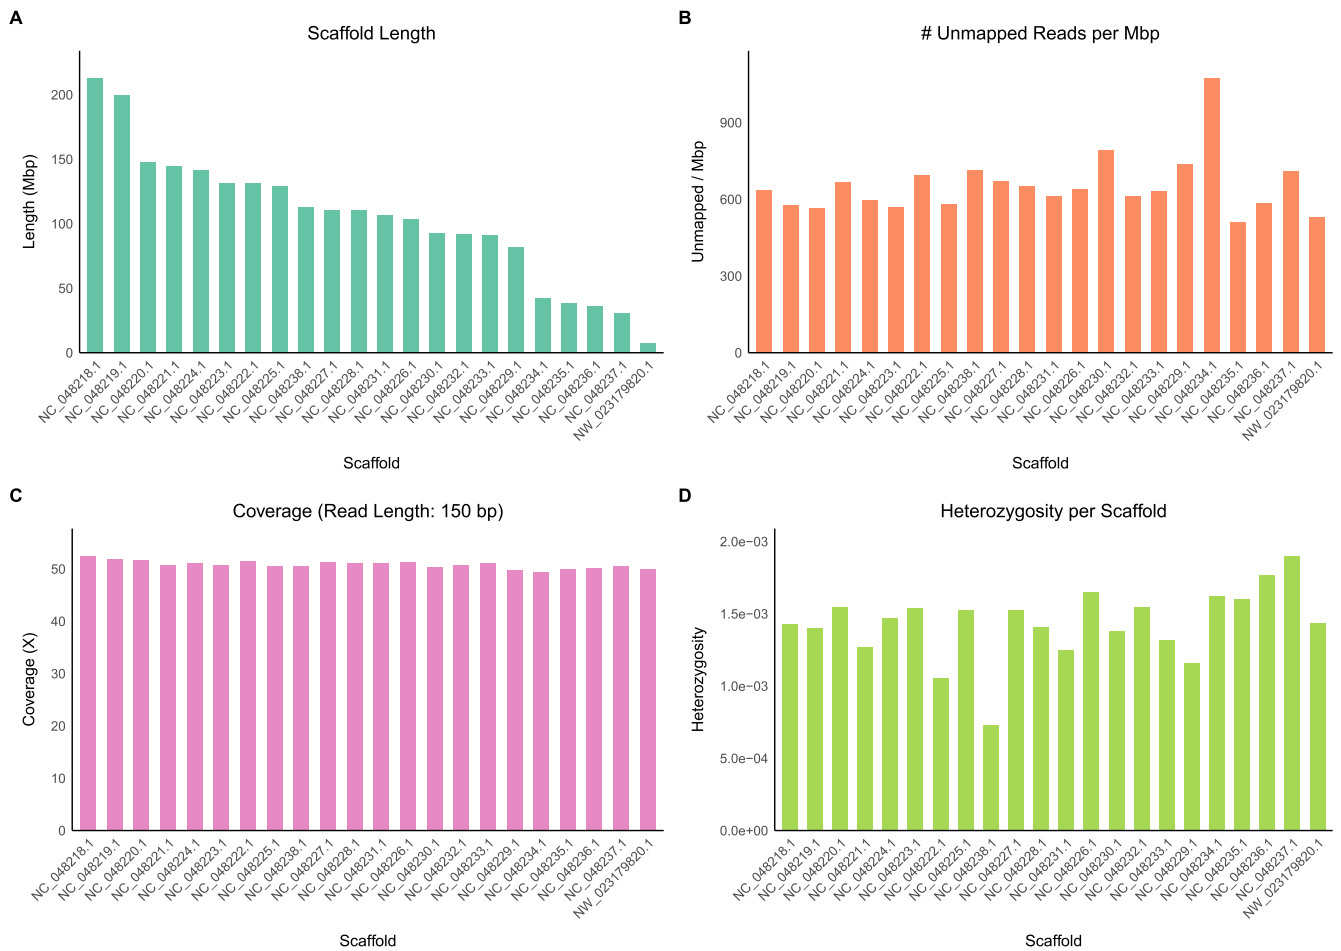 A
Scaffold Length
Length (Mbp)
200
150
100
50
0
NC_048218.1
NC_048219.1
NC_048220.1
NC_048221.1
NC_048224.1
NC_048223.1
NC_048222.1
NC_048225.1
NC_048238.1
NC_048227.1
NC_048228.1
NC_048231.1
NC_048226.1
NC_048230.1
NC_048232.1
NC_048233.1
NC_048229.1
NC_048234.1
NC_048235.1
NC_048236.1
NC_048237.1
NW_023179820.1
Scaffold
B
# Unmapped Reads per Mbp
Unmapped / Mbp
900
600
300
0
NC_048218.1
NC_048219.1
NC_048220.1
NC_048221.1
NC_048224.1
NC_048223.1
NC_048222.1
NC_048225.1
NC_048238.1
NC_048227.1
NC_048228.1
NC_048231.1
NC_048226.1
NC_048230.1
NC_048232.1
NC_048233.1
NC_048229.1
NC_048234.1
NC_048235.1
NC_048236.1
NC_048237.1
NW_023179820.1
Scaffold
C
Coverage (Read Length: 150 bp)
Coverage (X)
50
40
30
20
10
0
NC_048218.1
NC_048219.1
NC_048220.1
NC_048221.1
NC_048224.1
NC_048223.1
NC_048222.1
NC_048225.1
NC_048238.1
NC_048227.1
NC_048228.1
NC_048231.1
NC_048226.1
NC_048230.1
NC_048232.1
NC_048233.1
NC_048229.1
NC_048234.1
NC_048235.1
NC_048236.1
NC_048237.1
NW_023179820.1
Scaffold
D
Heterozygosity per Scaffold
Heterozygosity
2.0e−03
1.5e−03
1.0e−03
5.0e−04
0.0e+00
NC_048218.1
NC_048219.1
NC_048220.1
NC_048221.1
NC_048224.1
NC_048223.1
NC_048222.1
NC_048225.1
NC_048238.1
NC_048227.1
NC_048228.1
NC_048231.1
NC_048226.1
NC_048230.1
NC_048232.1
NC_048233.1
NC_048229.1
NC_048234.1
NC_048235.1
NC_048236.1
NC_048237.1
NW_023179820.1
Scaffold